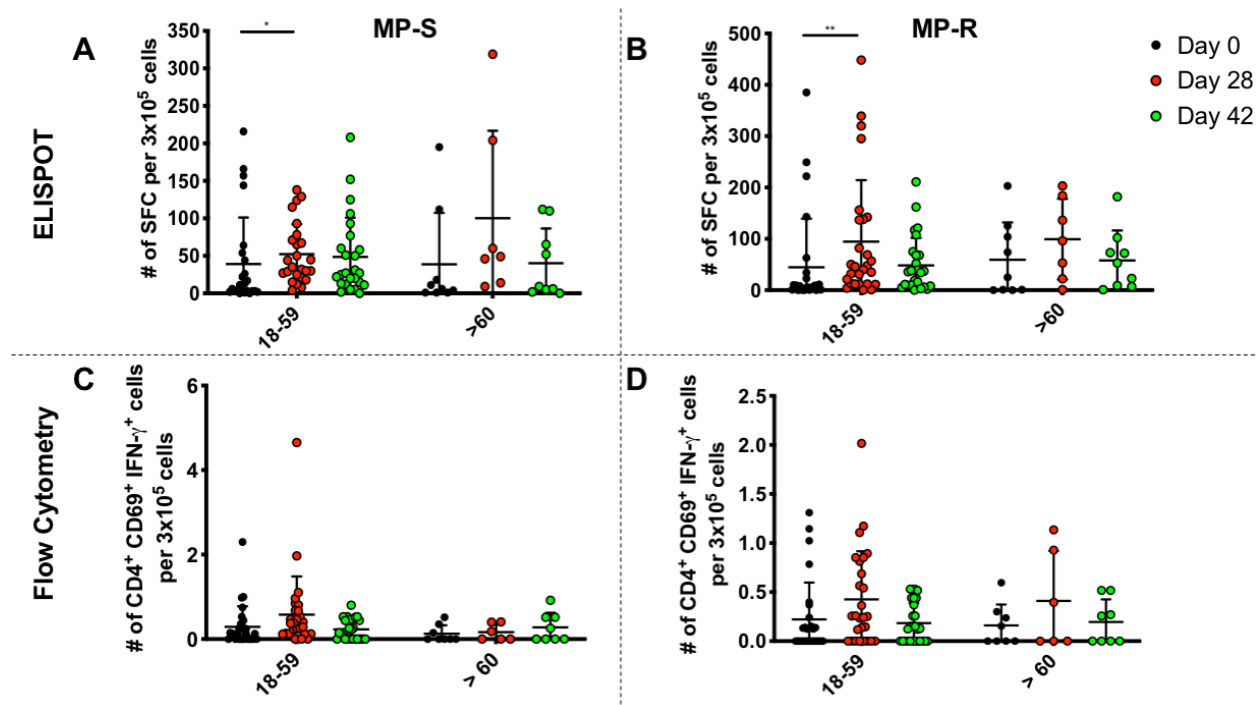 A
MP-S
ELISPOT
# of SFC per 3x10⁵ cells
350
300
250
200
150
100
50
0
*
18-59
>60
B
MP-R
# of SFC per 3x10⁵ cells
500
400
300
200
100
0
**
18-59
>60
Day 0
Day 28
Day 42
C
Flow Cytometry
# of CD4⁺ CD69⁺ IFN-γ⁺ cells
per 3x10⁵ cells
6
4
2
0
18-59
> 60
D
# of CD4⁺ CD69⁺ IFN-γ⁺ cells
per 3x10⁵ cells
2.5
2.0
1.5
1.0
0.5
0.0
18-59
> 60